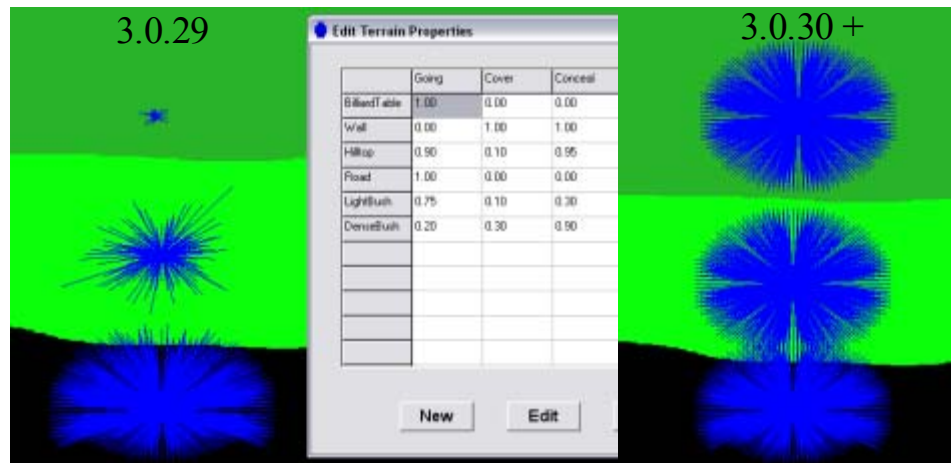 3.0.29
Edit Terrain Properties
3.0.30 +
Going Cover Conceal
BilliardTable 1.00 0.00 0.00
Wall 0.00 1.00 1.00
Hilltop 0.90 0.10 0.95
Road 1.00 0.00 0.00
LightBush 0.75 0.10 0.30
DenseBush 0.20 0.30 0.90
New Edit